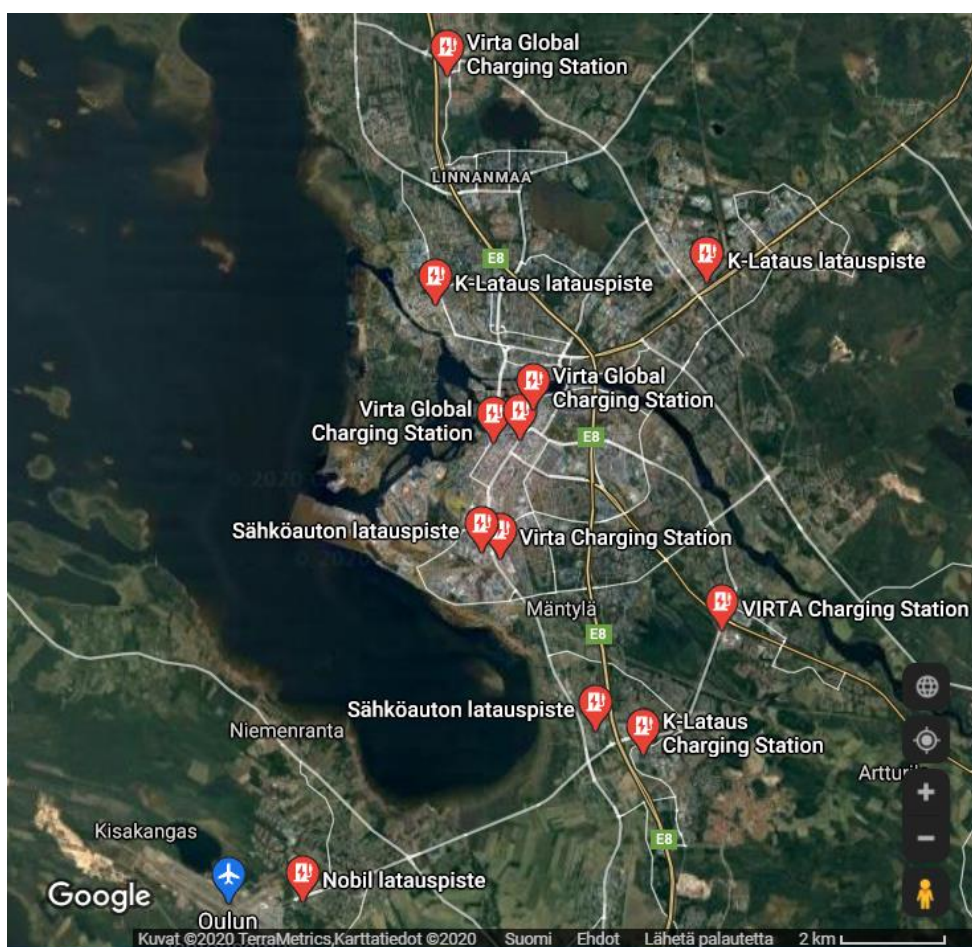 Virta Global
Charging Station
LINNANMAA
E8
K-Lataus latauspiste
K-Lataus latauspiste
Virta Global
Charging Station
Virta Global
Charging Station
E8
Sähköauton latauspiste
Virta Charging Station
Mäntylä
VIRTA Charging Station
E8
Sähköauton latauspiste
K-Lataus
Charging Station
Niemenranta
Kisakangas
E8
Nobil latauspiste
Google
Oulun
Kuvat ©2020 TerraMetrics,Karttatiedot ©2020 Suomi Ehdot Lähetä palautetta 2 km